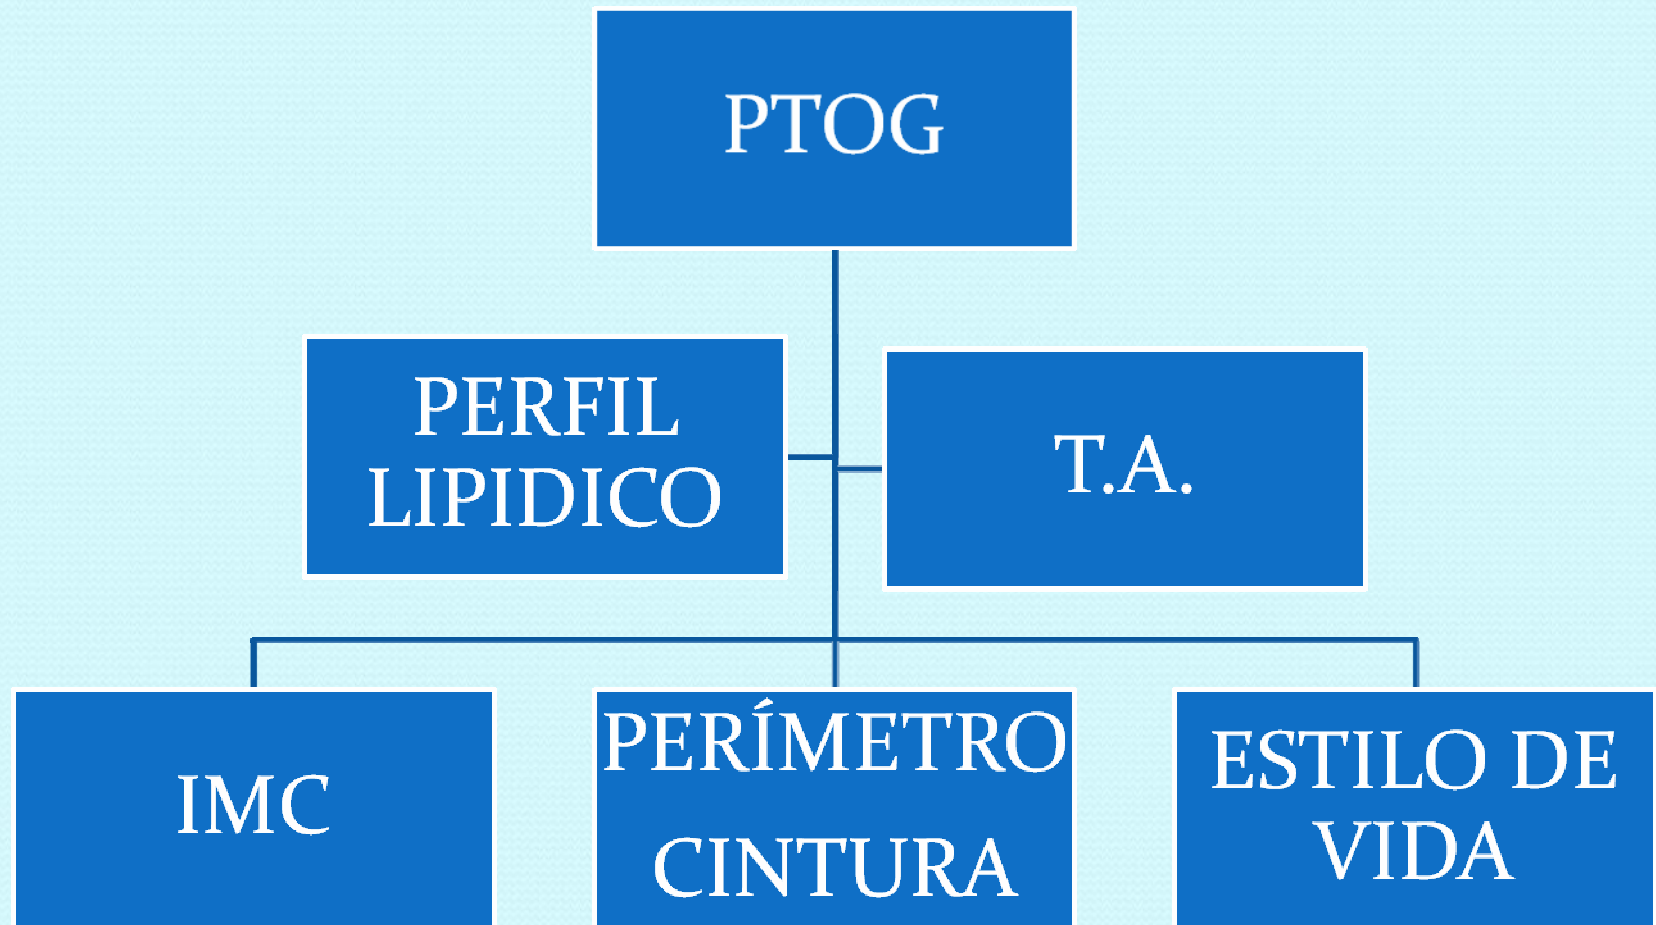 PTOG
PERFIL
LIPIDICO
T.A.
IMC
PERÍMETRO
CINTURA
ESTILO DE
VIDA